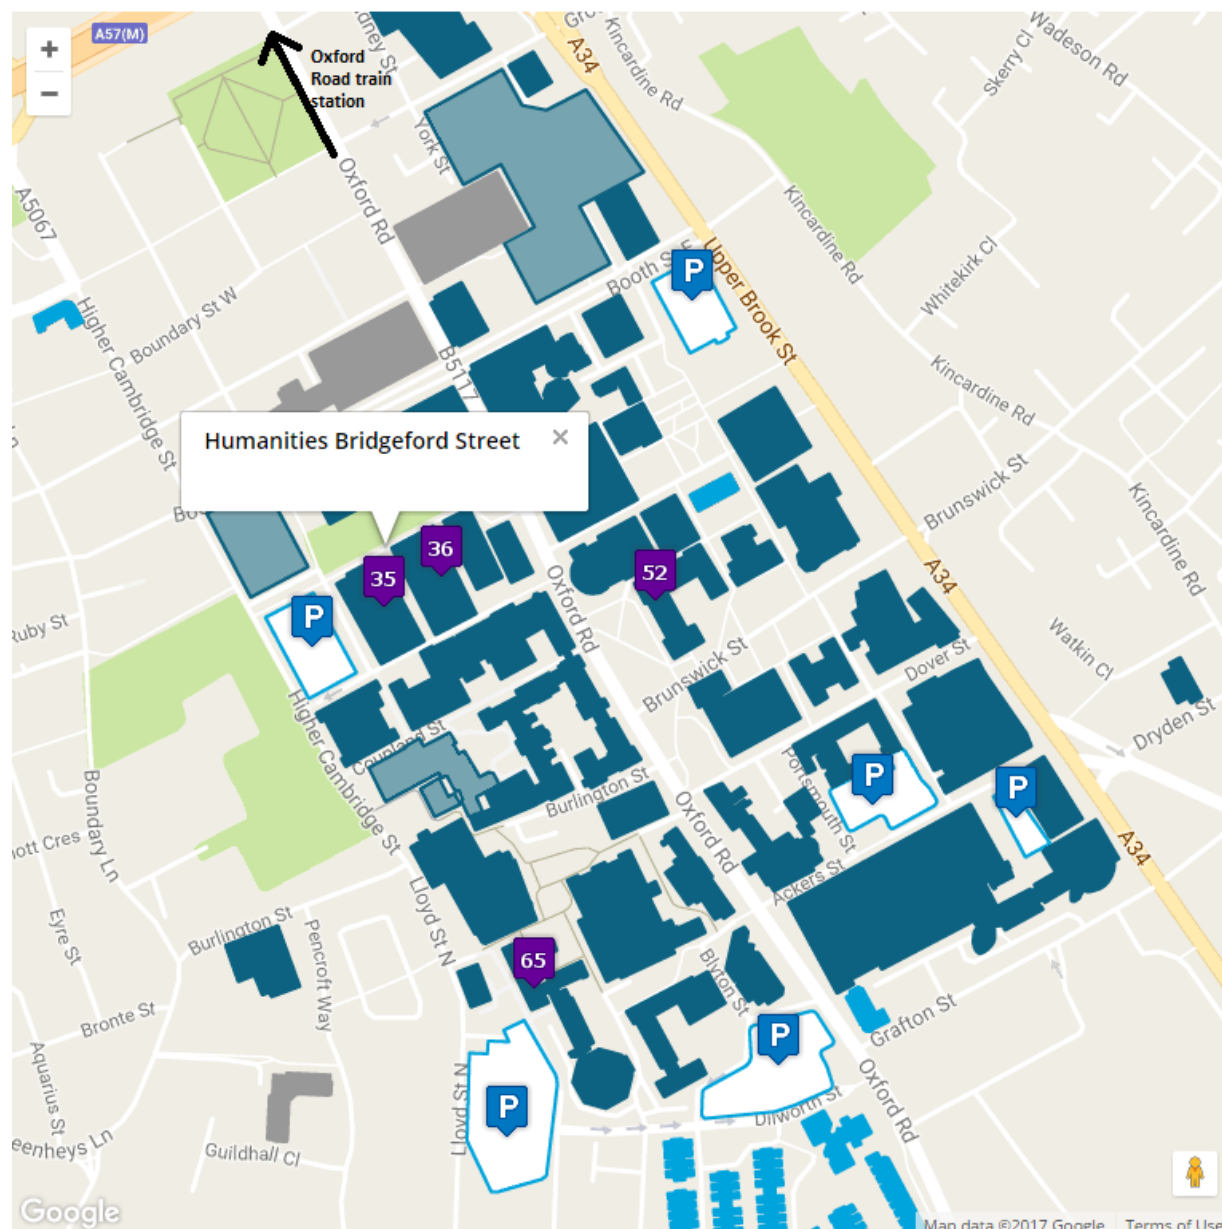 A57(M)
+
−
Oxford
Road train
station
A34
Kincardine Rd
Wadeson Rd
Skerry Cl
York St
Oxford Rd
A5067
Kincardine Rd
Whitekirk Cl
Booth St E
P
Upper Brook St
Higher Cambridge St
Boundary St W
B5117
Kincardine Rd
Humanities Bridgeford Street
×
Brunswick St
Kincardine Rd
36
35
52
Oxford Rd
A34
P
Ruby St
Watkin Cl
Brunswick St
Dover St
Dryden St
Higher Cambridge St
Coupland St
Boundary Ln
Burlington St
Portsmouth St
P
P
Oxford Rd
A34
Ackers St
Lloyd St N
Eyre St
Burlington St
Pencroft Way
65
Blyton St
Bronte St
Grafton St
P
Aquarius St
Lloyd St N
P
Oxford Rd
Dilworth St
Guildhall Cl
Google
Map data ©2017 Google
Terms of Use